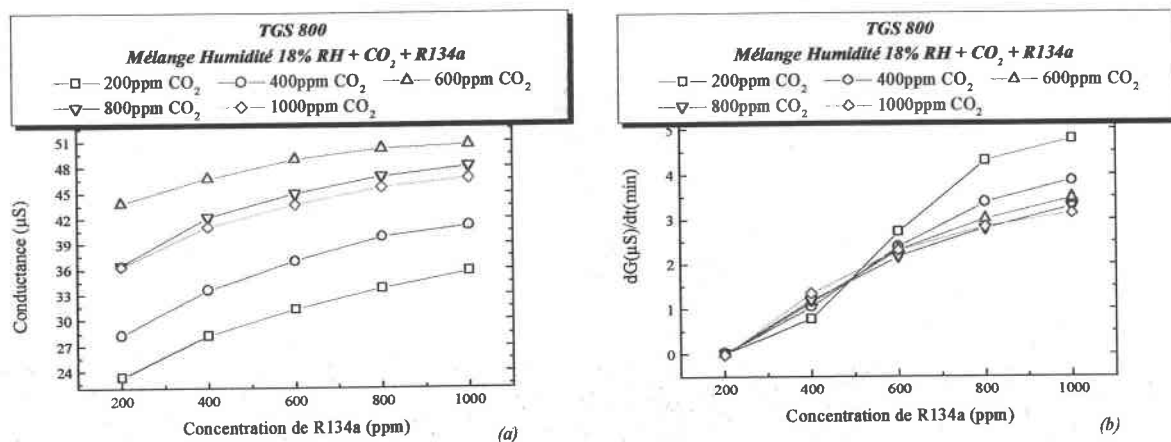 TGS 800
Mélange Humidité 18% RH + CO₂ + R134a
200ppm CO₂ 400ppm CO₂ 600ppm CO₂
800ppm CO₂ 1000ppm CO₂
51
48
45
42
39
36
33
30
27
24
Conductance (µS)
200 400 600 800 1000
Concentration de R134a (ppm)
(a)
TGS 800
Mélange Humidité 18% RH + CO₂ + R134a
200ppm CO₂ 400ppm CO₂ 600ppm CO₂
800ppm CO₂ 1000ppm CO₂
5
4
3
2
1
0
dG(µS)/dt(min)
200 400 600 800 1000
Concentration de R134a (ppm)
(b)